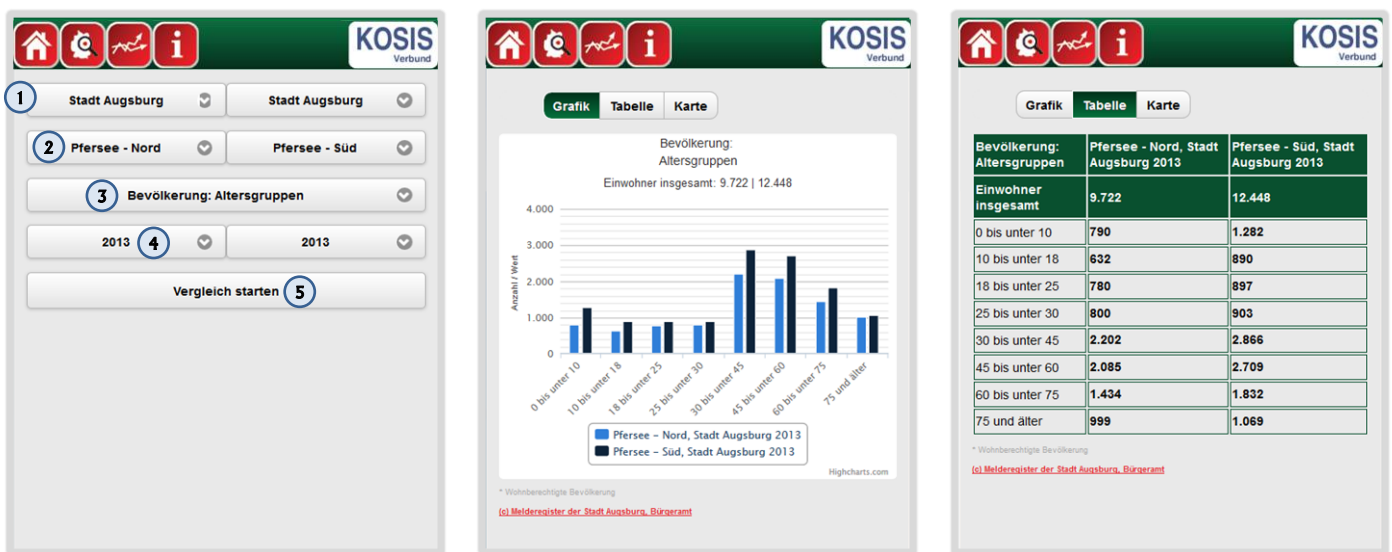 KOSIS
Verbund
1
Stadt Augsburg
Stadt Augsburg
2
Pfersee - Nord
Pfersee - Süd
3
Bevölkerung: Altersgruppen
2013
4
2013
Vergleich starten
5
i
KOSIS
Verbund
Grafik Tabelle Karte
Bevölkerung:
Altersgruppen
Einwohner insgesamt: 9.722 | 12.448
Anzahl / Wert
4.000
3.000
2.000
1.000
0
0 bis unter 10
10 bis unter 18
18 bis unter 25
25 bis unter 30
30 bis unter 45
45 bis unter 60
60 bis unter 75
75 und älter
Pfersee - Nord, Stadt Augsburg 2013
Pfersee - Süd, Stadt Augsburg 2013
Highcharts.com
* Wohnberechtigte Bevölkerung
(c) Melderegister der Stadt Augsburg, Bürgeramt
i
KOSIS
Verbund
Grafik Tabelle Karte
Bevölkerung:
Altersgruppen
Pfersee - Nord, Stadt
Augsburg 2013
Pfersee - Süd, Stadt
Augsburg 2013
Einwohner
insgesamt
9.722
12.448
0 bis unter 10 790 1.282
10 bis unter 18 632 890
18 bis unter 25 780 897
25 bis unter 30 800 903
30 bis unter 45 2.202 2.866
45 bis unter 60 2.085 2.709
60 bis unter 75 1.434 1.832
75 und älter 999 1.069
* Wohnberechtigte Bevölkerung
(c) Melderegister der Stadt Augsburg, Bürgeramt
i